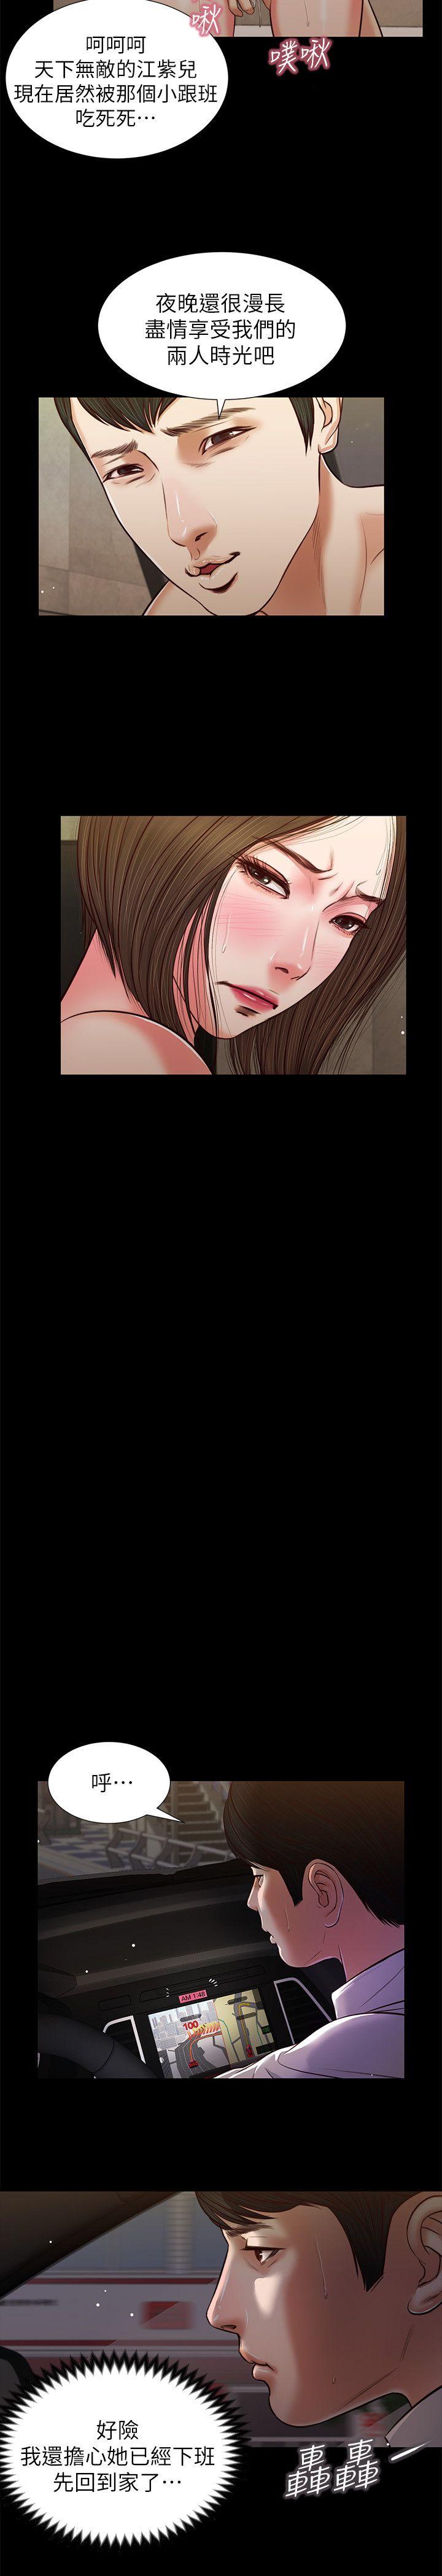 啾
噗啾
呵呵呵
天下無敵的江紫兒
現在居然被那個小跟班
吃死死…
夜晚還很漫長
盡情享受我們的
兩人時光吧
呼…
AM 1:48
100
好險
我還擔心她已經下班
先回到家了…
轟轟